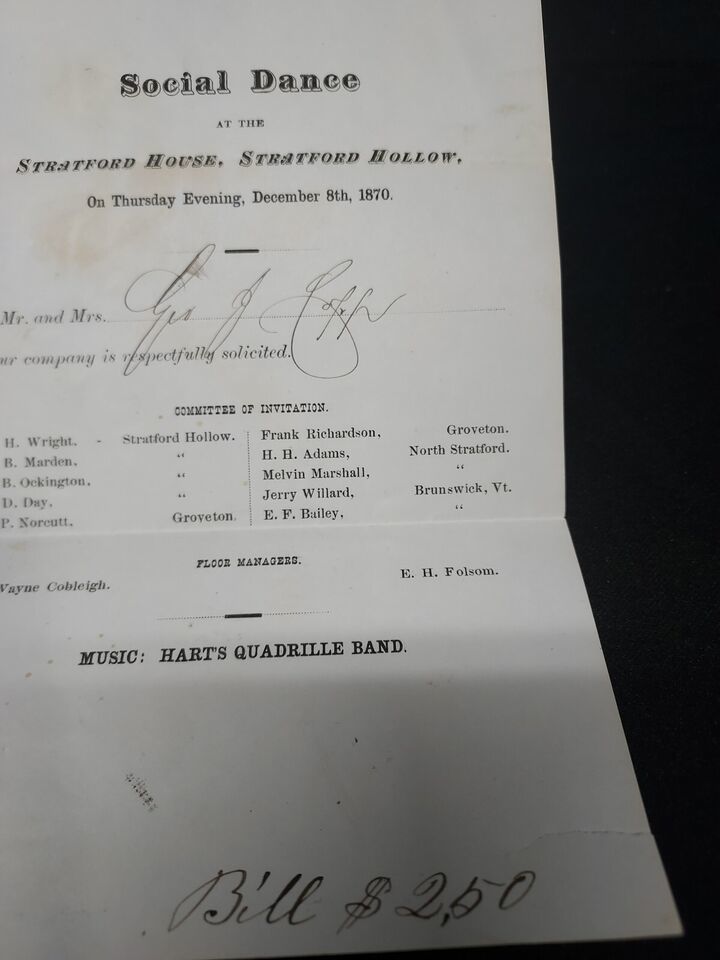 Social Dance
AT THE
STRATFORD HOUSE, STRATFORD HOLLOW,
On Thursday Evening, December 8th, 1870.
Mr. and Mrs. Geo J
ur company is respectfully solicited.
COMMITTEE OF INVITATION.
H. Wright, - Stratford Hollow. Frank Richardson, Groveton.
B. Marden, “ H. H. Adams, North Stratford.
B. Ockington, “ Melvin Marshall, “
D. Day, “ Jerry Willard, Brunswick, Vt.
P. Norcutt, Groveton. E. F. Bailey, “
FLOOR MANAGERS.
Wayne Cobleigh. E. H. Folsom.
MUSIC: HART'S QUADRILLE BAND.
Bill $2,50